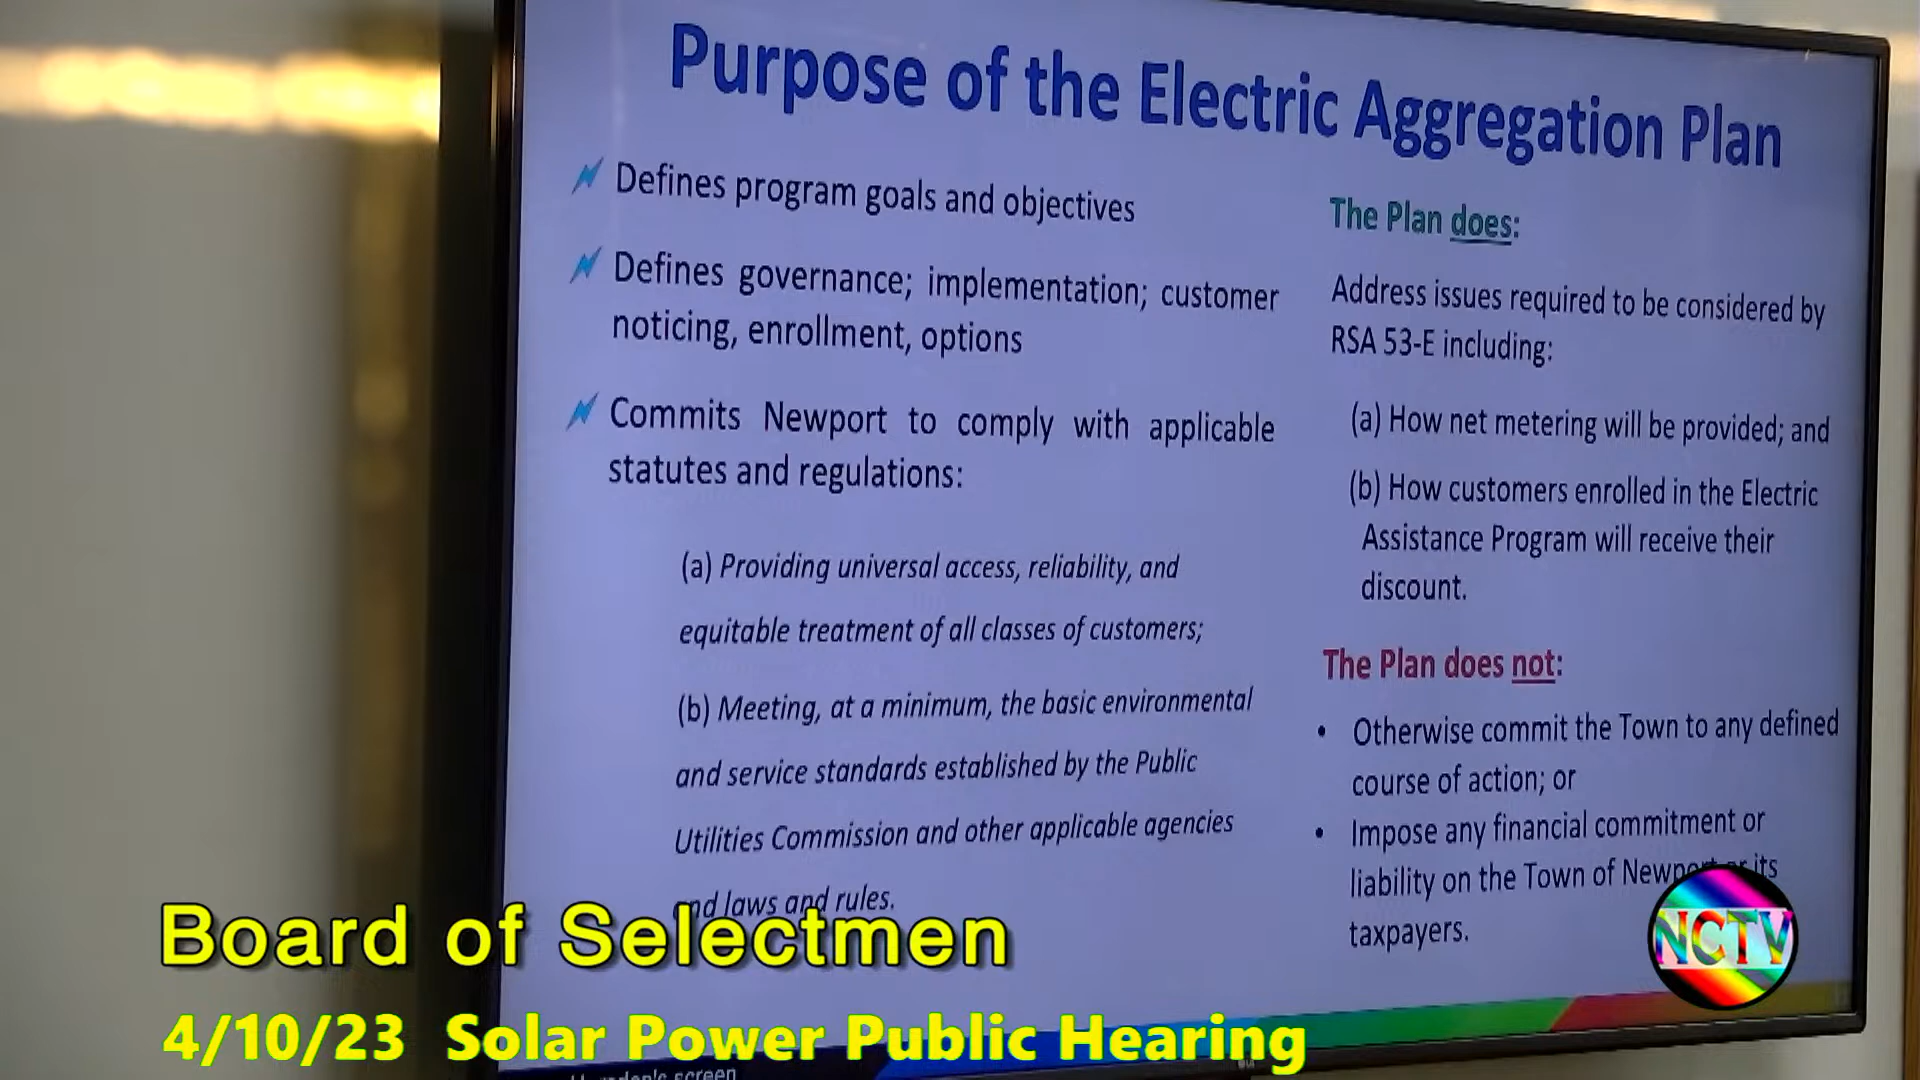 Purpose of the Electric Aggregation Plan
Defines program goals and objectives
Defines governance; implementation; customer
noticing, enrollment, options
Commits Newport to comply with applicable
statutes and regulations:
(a) Providing universal access, reliability, and
equitable treatment of all classes of customers;
(b) Meeting, at a minimum, the basic environmental
and service standards established by the Public
Utilities Commission and other applicable agencies
and laws and rules.
The Plan does:
Address issues required to be considered by
RSA 53-E including:
(a) How net metering will be provided; and
(b) How customers enrolled in the Electric
Assistance Program will receive their
discount.
The Plan does not:
• Otherwise commit the Town to any defined
course of action; or
• Impose any financial commitment or
liability on the Town of Newport or its
taxpayers.
NCTV
Board of Selectmen
4/10/23 Solar Power Public Hearing
screen